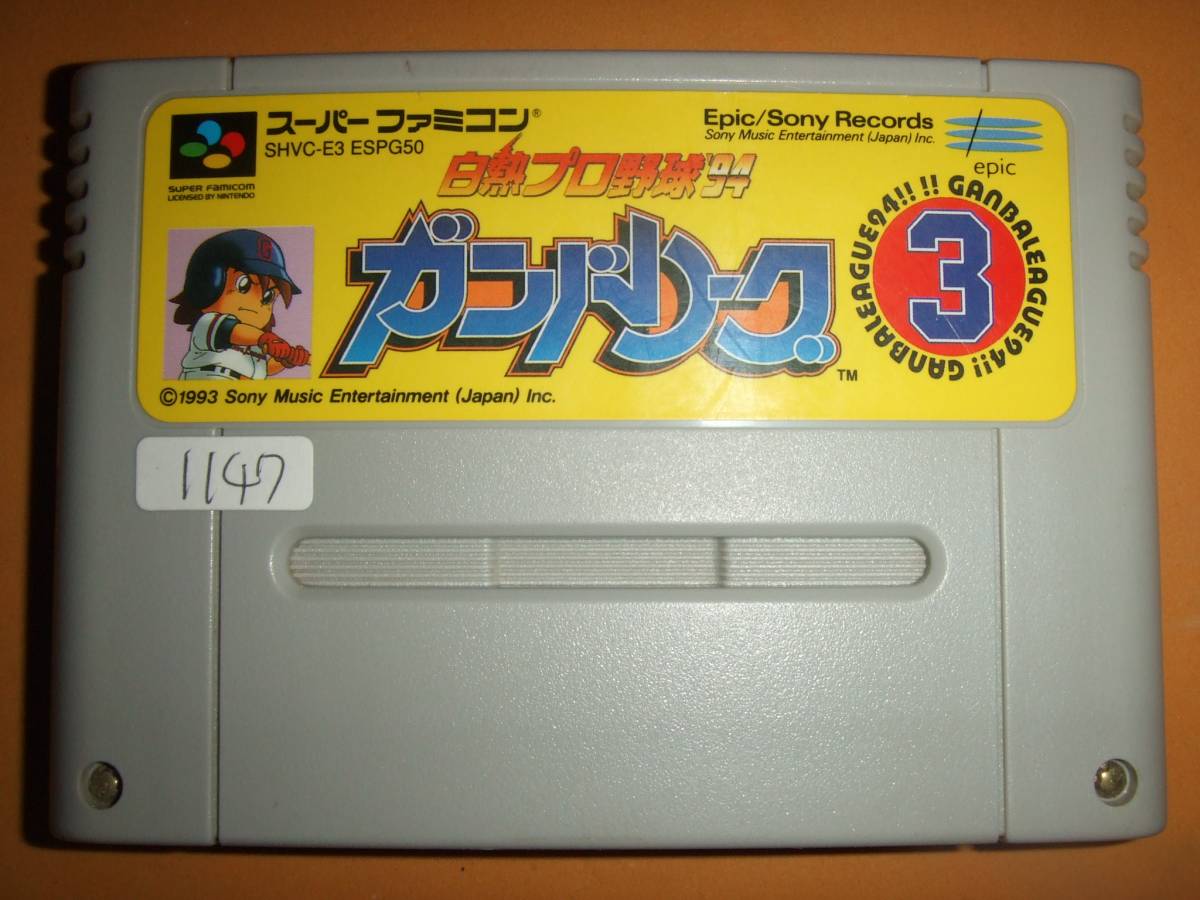 スーパーファミコン®
SHVC-E3 ESPG50
SUPER FAMICOM
LICENSED BY NINTENDO
Epic/Sony Records
Sony Music Entertainment (Japan) Inc.
epic
白熱プロ野球'94
ガンバリーグ
TM
3
GANBALEAGUE94!! !! GANBALEAGUE94!!
G
©1993 Sony Music Entertainment (Japan) Inc.
1147